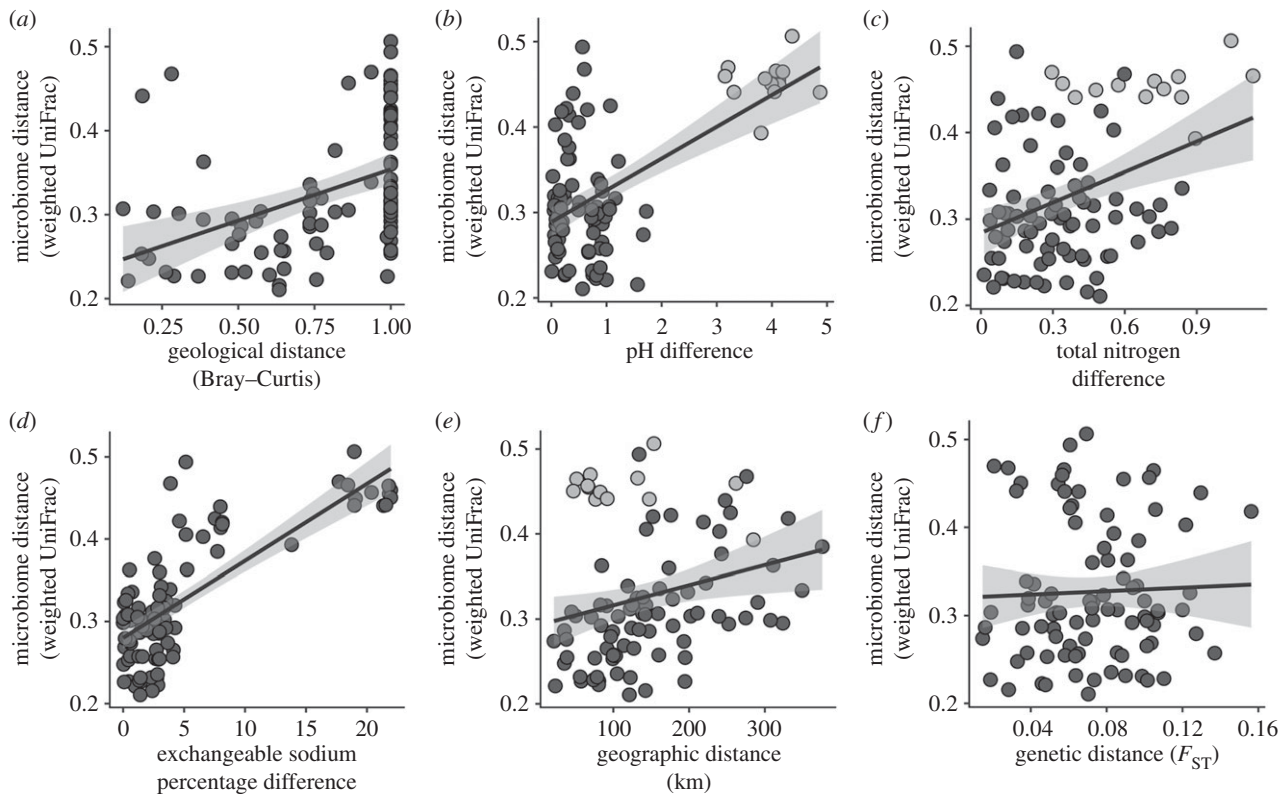 (a)
microbiome distance
(weighted UniFrac)
0.5
0.4
0.3
0.2
0.25 0.50 0.75 1.00
geological distance
(Bray–Curtis)
(b)
microbiome distance
(weighted UniFrac)
0.5
0.4
0.3
0.2
0 1 2 3 4 5
pH difference
(c)
microbiome distance
(weighted UniFrac)
0.5
0.4
0.3
0.2
0 0.3 0.6 0.9
total nitrogen
difference
(d)
microbiome distance
(weighted UniFrac)
0.5
0.4
0.3
0.2
0 5 10 15 20
exchangeable sodium
percentage difference
(e)
microbiome distance
(weighted UniFrac)
0.5
0.4
0.3
0.2
100 200 300
geographic distance
(km)
(f)
microbiome distance
(weighted UniFrac)
0.5
0.4
0.3
0.2
0.04 0.08 0.12 0.16
genetic distance (F_ST)